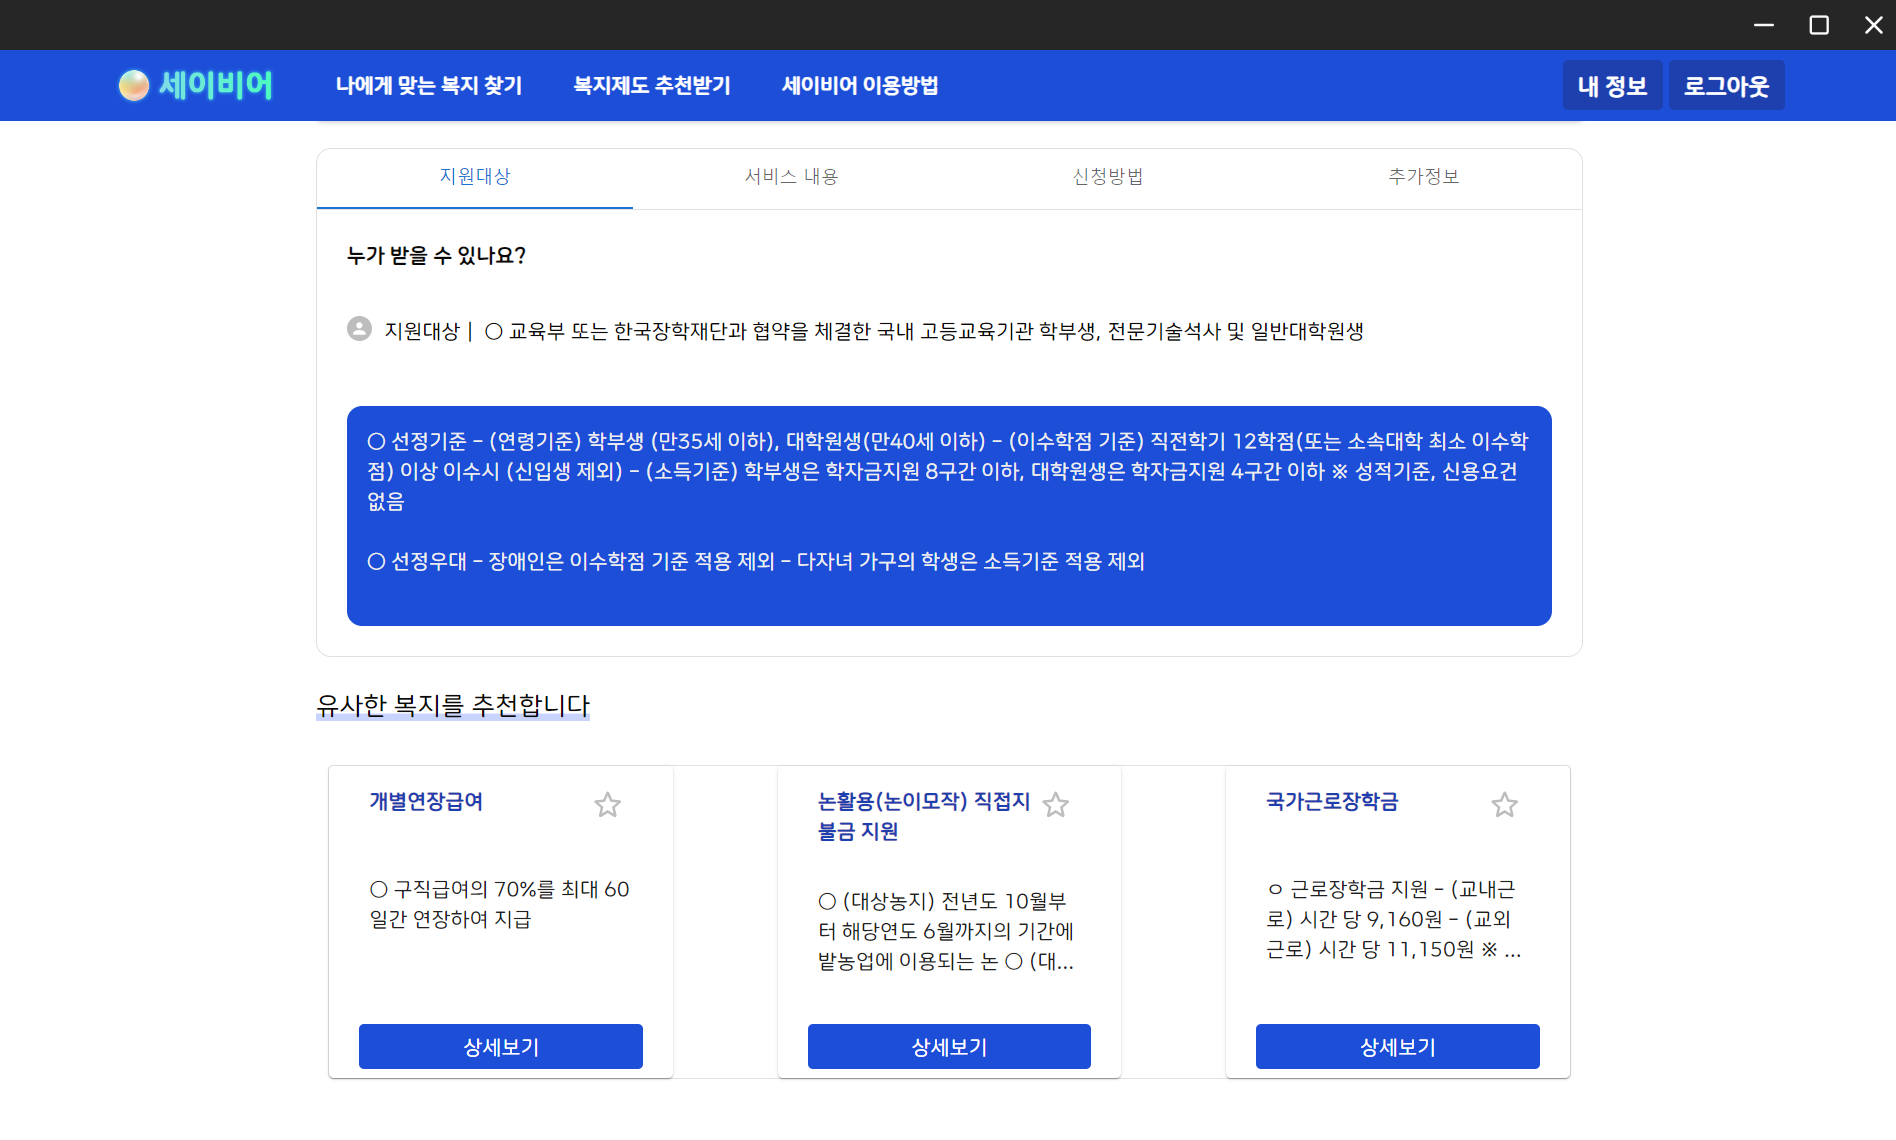 세이비어 나에게 맞는 복지 찾기 복지제도 추천받기 세이비어 이용방법 내 정보 로그아웃
지원대상 서비스 내용 신청방법 추가정보
누가 받을 수 있나요?
지원대상 | ○ 교육부 또는 한국장학재단과 협약을 체결한 국내 고등교육기관 학부생, 전문기술석사 및 일반대학원생
○ 선정기준 - (연령기준) 학부생 (만35세 이하), 대학원생(만40세 이하) - (이수학점 기준) 직전학기 12학점(또는 소속대학 최소 이수학
점) 이상 이수시 (신입생 제외) - (소득기준) 학부생은 학자금지원 8구간 이하, 대학원생은 학자금지원 4구간 이하 ※ 성적기준, 신용요건
없음
○ 선정우대 - 장애인은 이수학점 기준 적용 제외 - 다자녀 가구의 학생은 소득기준 적용 제외
유사한 복지를 추천합니다
개별연장급여
○ 구직급여의 70%를 최대 60
일간 연장하여 지급
상세보기
논활용(논이모작) 직접지
불금 지원
○ (대상농지) 전년도 10월부
터 해당연도 6월까지의 기간에
밭농업에 이용되는 논 ○ (대...
상세보기
국가근로장학금
ㅇ 근로장학금 지원 - (교내근
로) 시간 당 9,160원 - (교외
근로) 시간 당 11,150원 ※ ...
상세보기